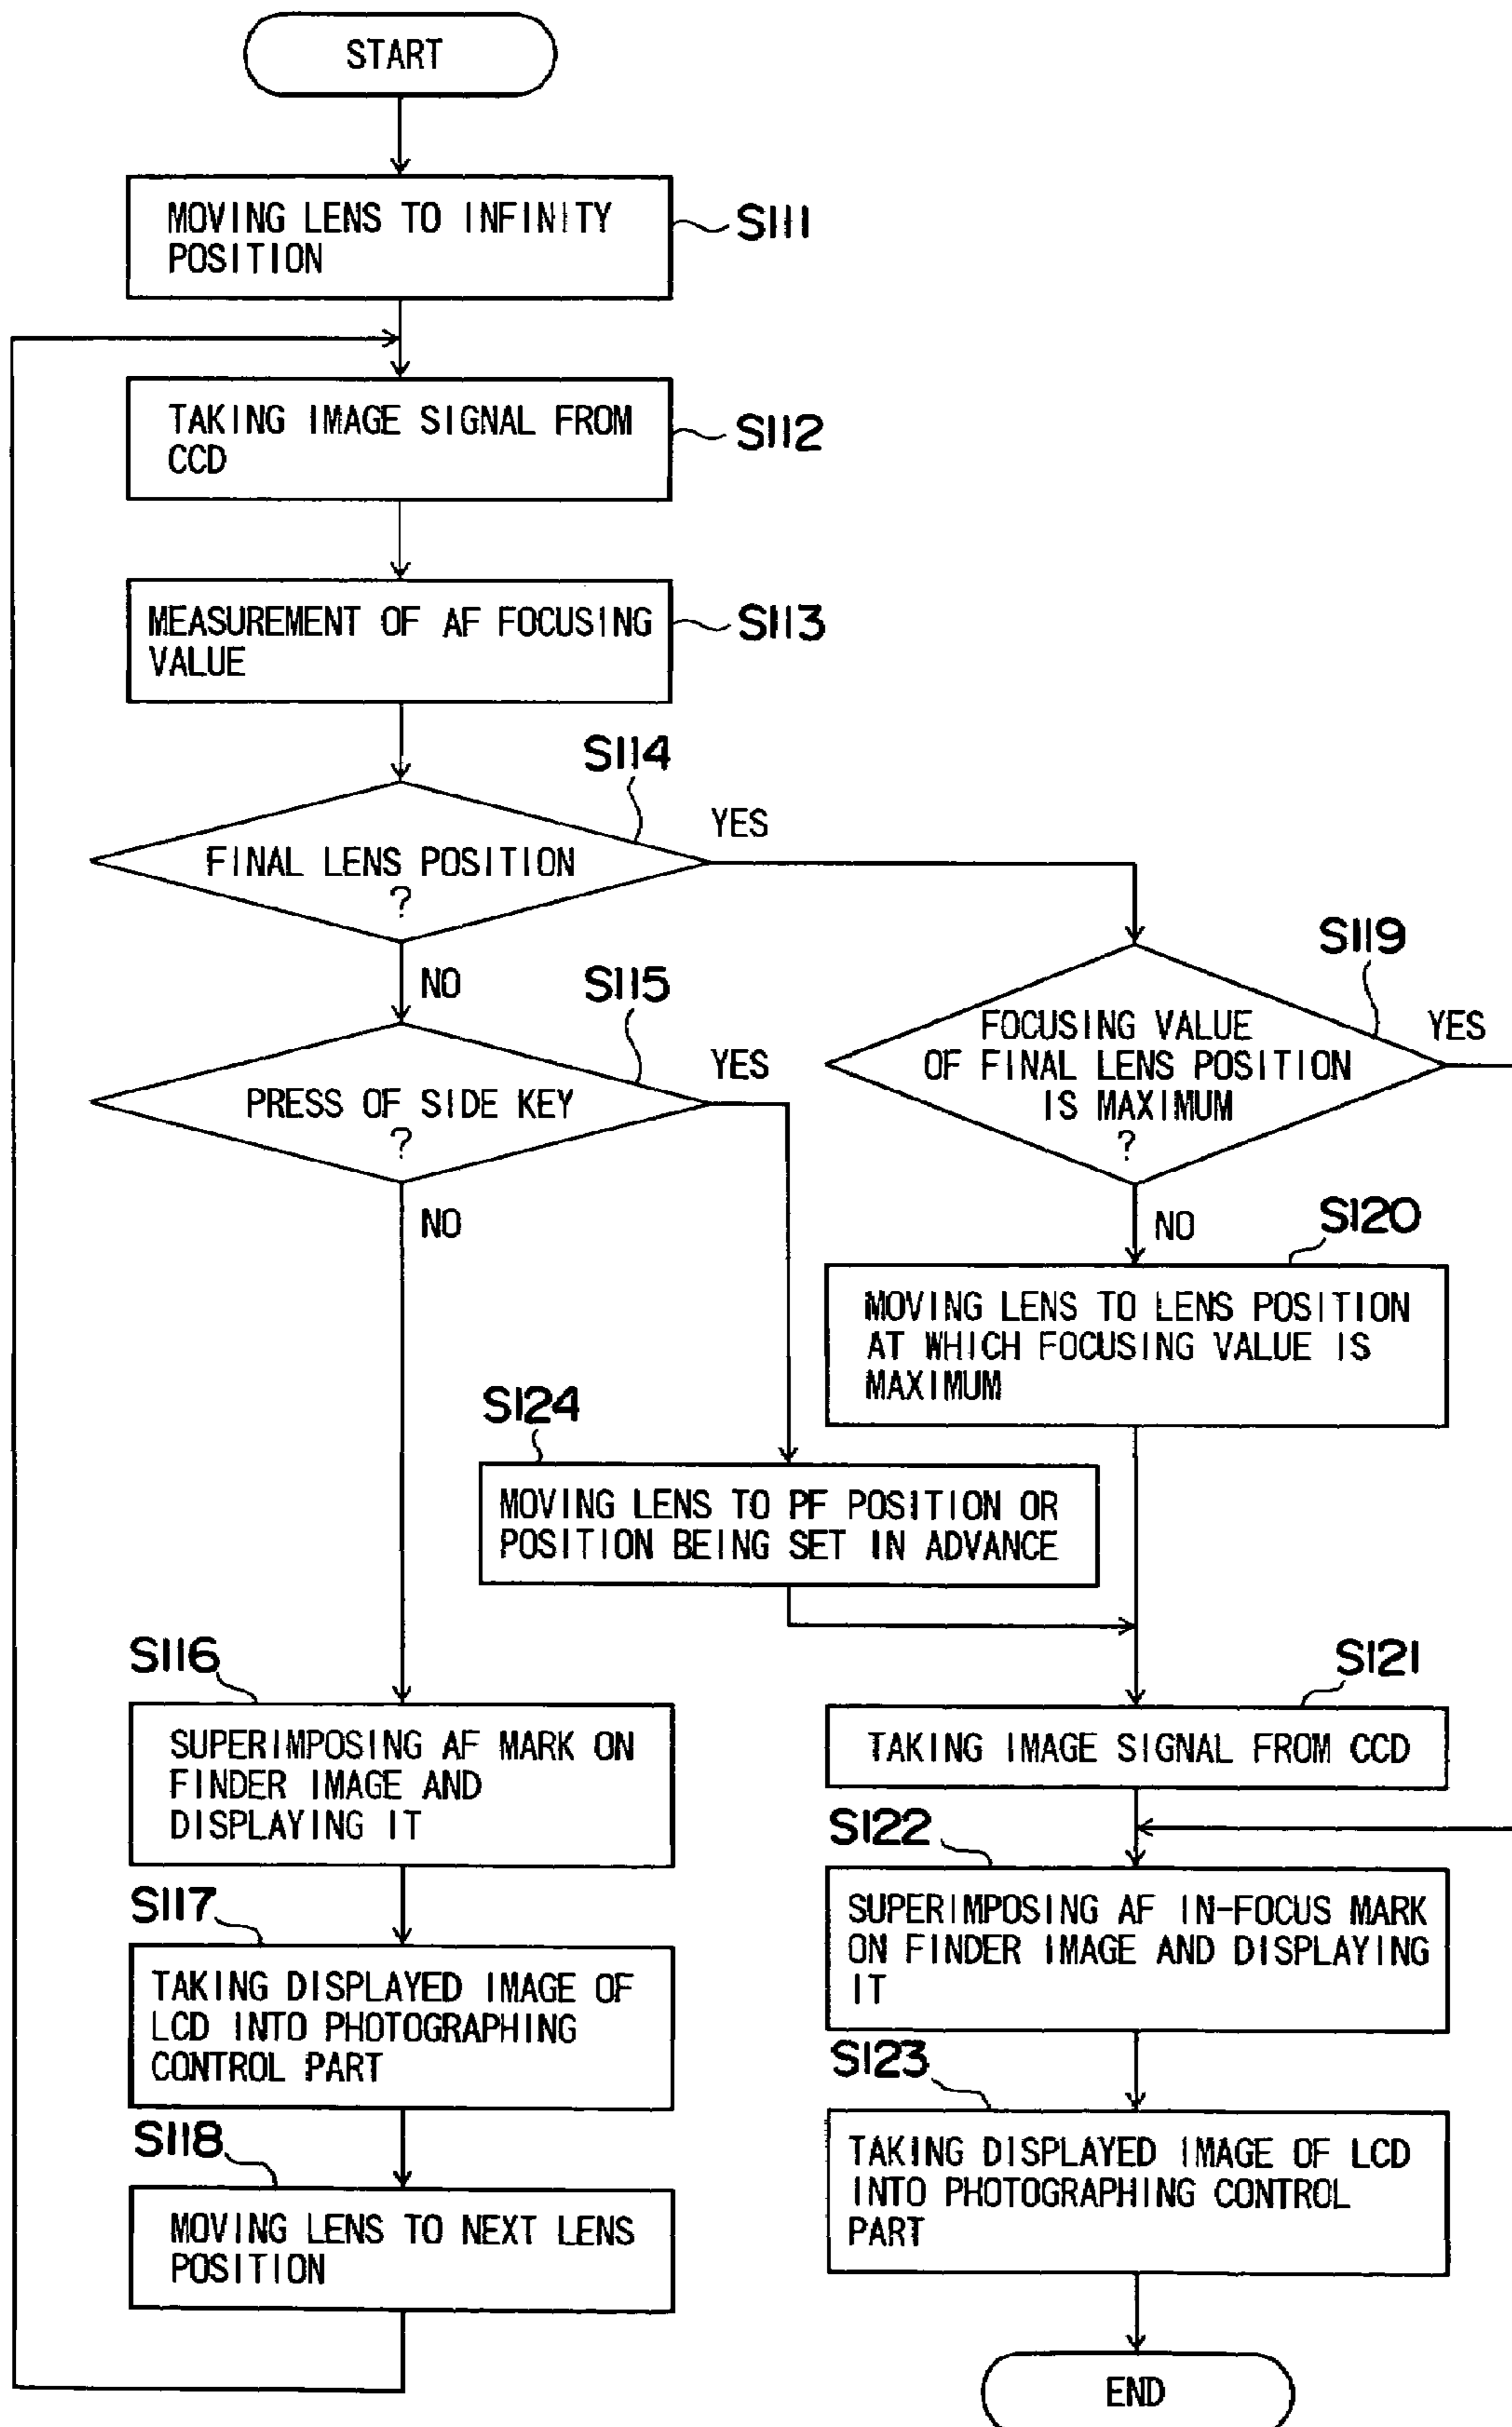 START
MOVING LENS TO INFINITY
POSITION
S111
TAKING IMAGE SIGNAL FROM
CCD
S112
MEASUREMENT OF AF FOCUSING
VALUE
S113
S114
FINAL LENS POSITION
?
YES
NO
S115
PRESS OF SIDE KEY
?
YES
NO
S119
FOCUSING VALUE
OF FINAL LENS POSITION
IS MAXIMUM
?
YES
NO
S120
MOVING LENS TO LENS POSITION
AT WHICH FOCUSING VALUE IS
MAXIMUM
S124
MOVING LENS TO PF POSITION OR
POSITION BEING SET IN ADVANCE
S116
SUPERIMPOSING AF MARK ON
FINDER IMAGE AND
DISPLAYING IT
S117
TAKING DISPLAYED IMAGE OF
LCD INTO PHOTOGRAPHING
CONTROL PART
S118
MOVING LENS TO NEXT LENS
POSITION
S121
TAKING IMAGE SIGNAL FROM CCD
S122
SUPERIMPOSING AF IN-FOCUS MARK
ON FINDER IMAGE AND DISPLAYING
IT
S123
TAKING DISPLAYED IMAGE OF LCD
INTO PHOTOGRAPHING CONTROL
PART
END